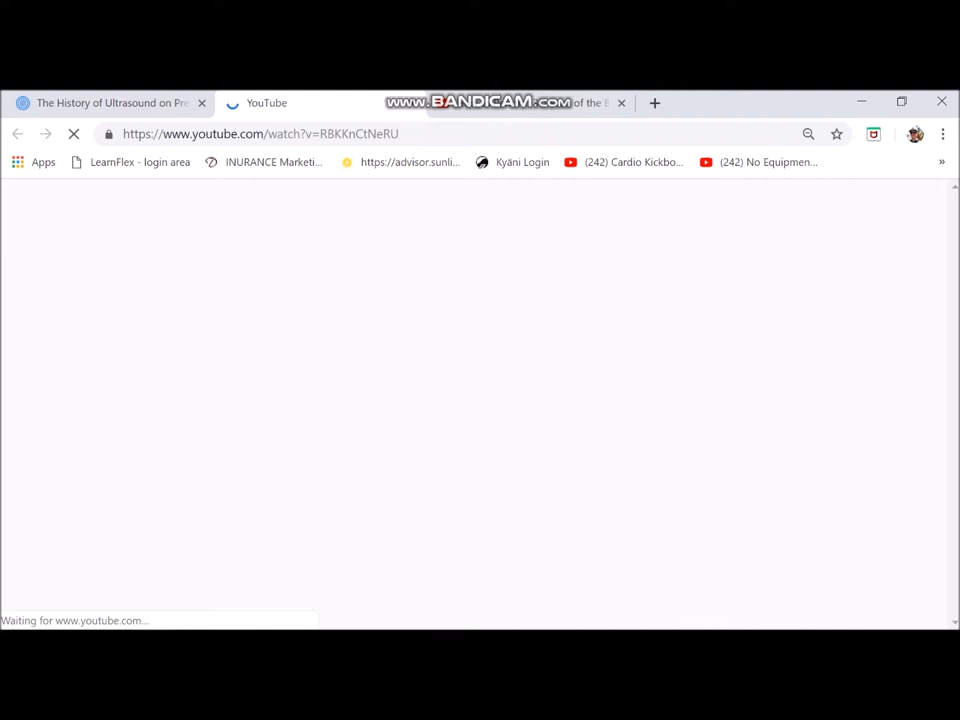 The History of Ultrasound on Pre
YouTube
www.BANDICAM.com
of the B
https://www.youtube.com/watch?v=RBKKnCtNeRU
Apps
LearnFlex - login area
INURANCE Marketi...
https://advisor.sunli...
Kyäni Login
(242) Cardio Kickbo...
(242) No Equipmen...
»
Waiting for www.youtube.com...